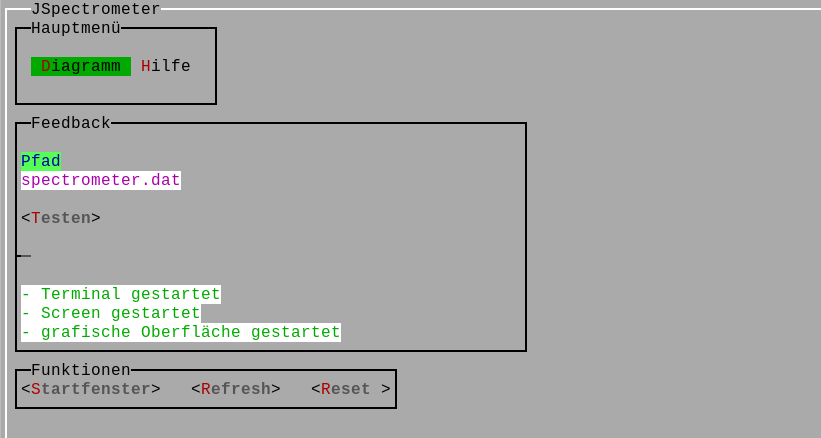 JSpectrometer
Hauptmenü
Diagramm Hilfe
Feedback
Pfad
spectrometer.dat
<Testen>
- Terminal gestartet
- Screen gestartet
- grafische Oberfläche gestartet
Funktionen
<Startfenster> <Refresh> <Reset >